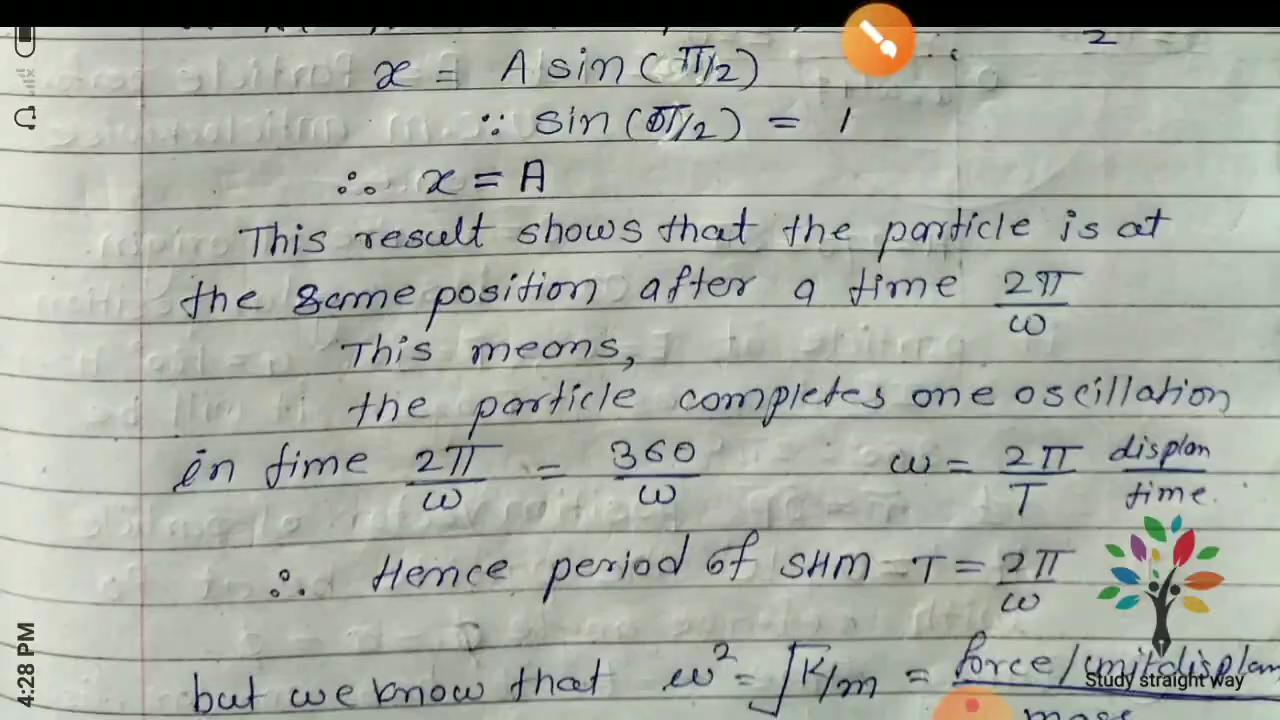 2
x = A sin (π/2)
∵ sin (π/2) = 1
∴ x = A
This result shows that the particle is at
the same position after a time 2π/ω
This means,
the particle completes one oscillation
in time 2π/ω = 360/ω ω = 2π/T displan/time.
∴ Hence period of SHM T = 2π/ω
but we know that ω² = √K/m = force/unit displan
mass
Study straight way
4:28 PM